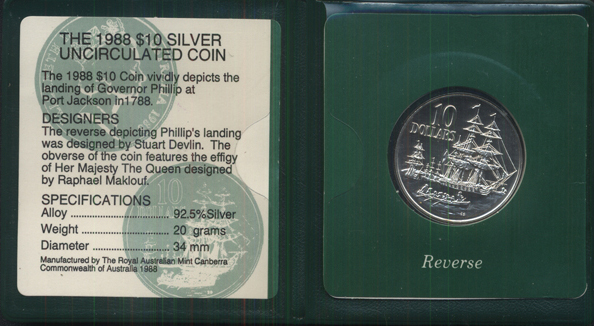 THE 1988 $10 SILVER
UNCIRCULATED COIN
The 1988 $10 Coin vividly depicts the
landing of Governor Phillip at
Port Jackson in1788.
DESIGNERS
The reverse depicting Phillip's landing
was designed by Stuart Devlin. The
obverse of the coin features the effigy
of Her Majesty The Queen designed
by Raphael Maklouf.
SPECIFICATIONS
Alloy .............................. 92.5%Silver
Weight ........................... 20 grams
Diameter ........................ 34 mm
Manufactured by The Royal Australian Mint Canberra
Commonwealth of Australia 1988
10
DOLLARS
Reverse